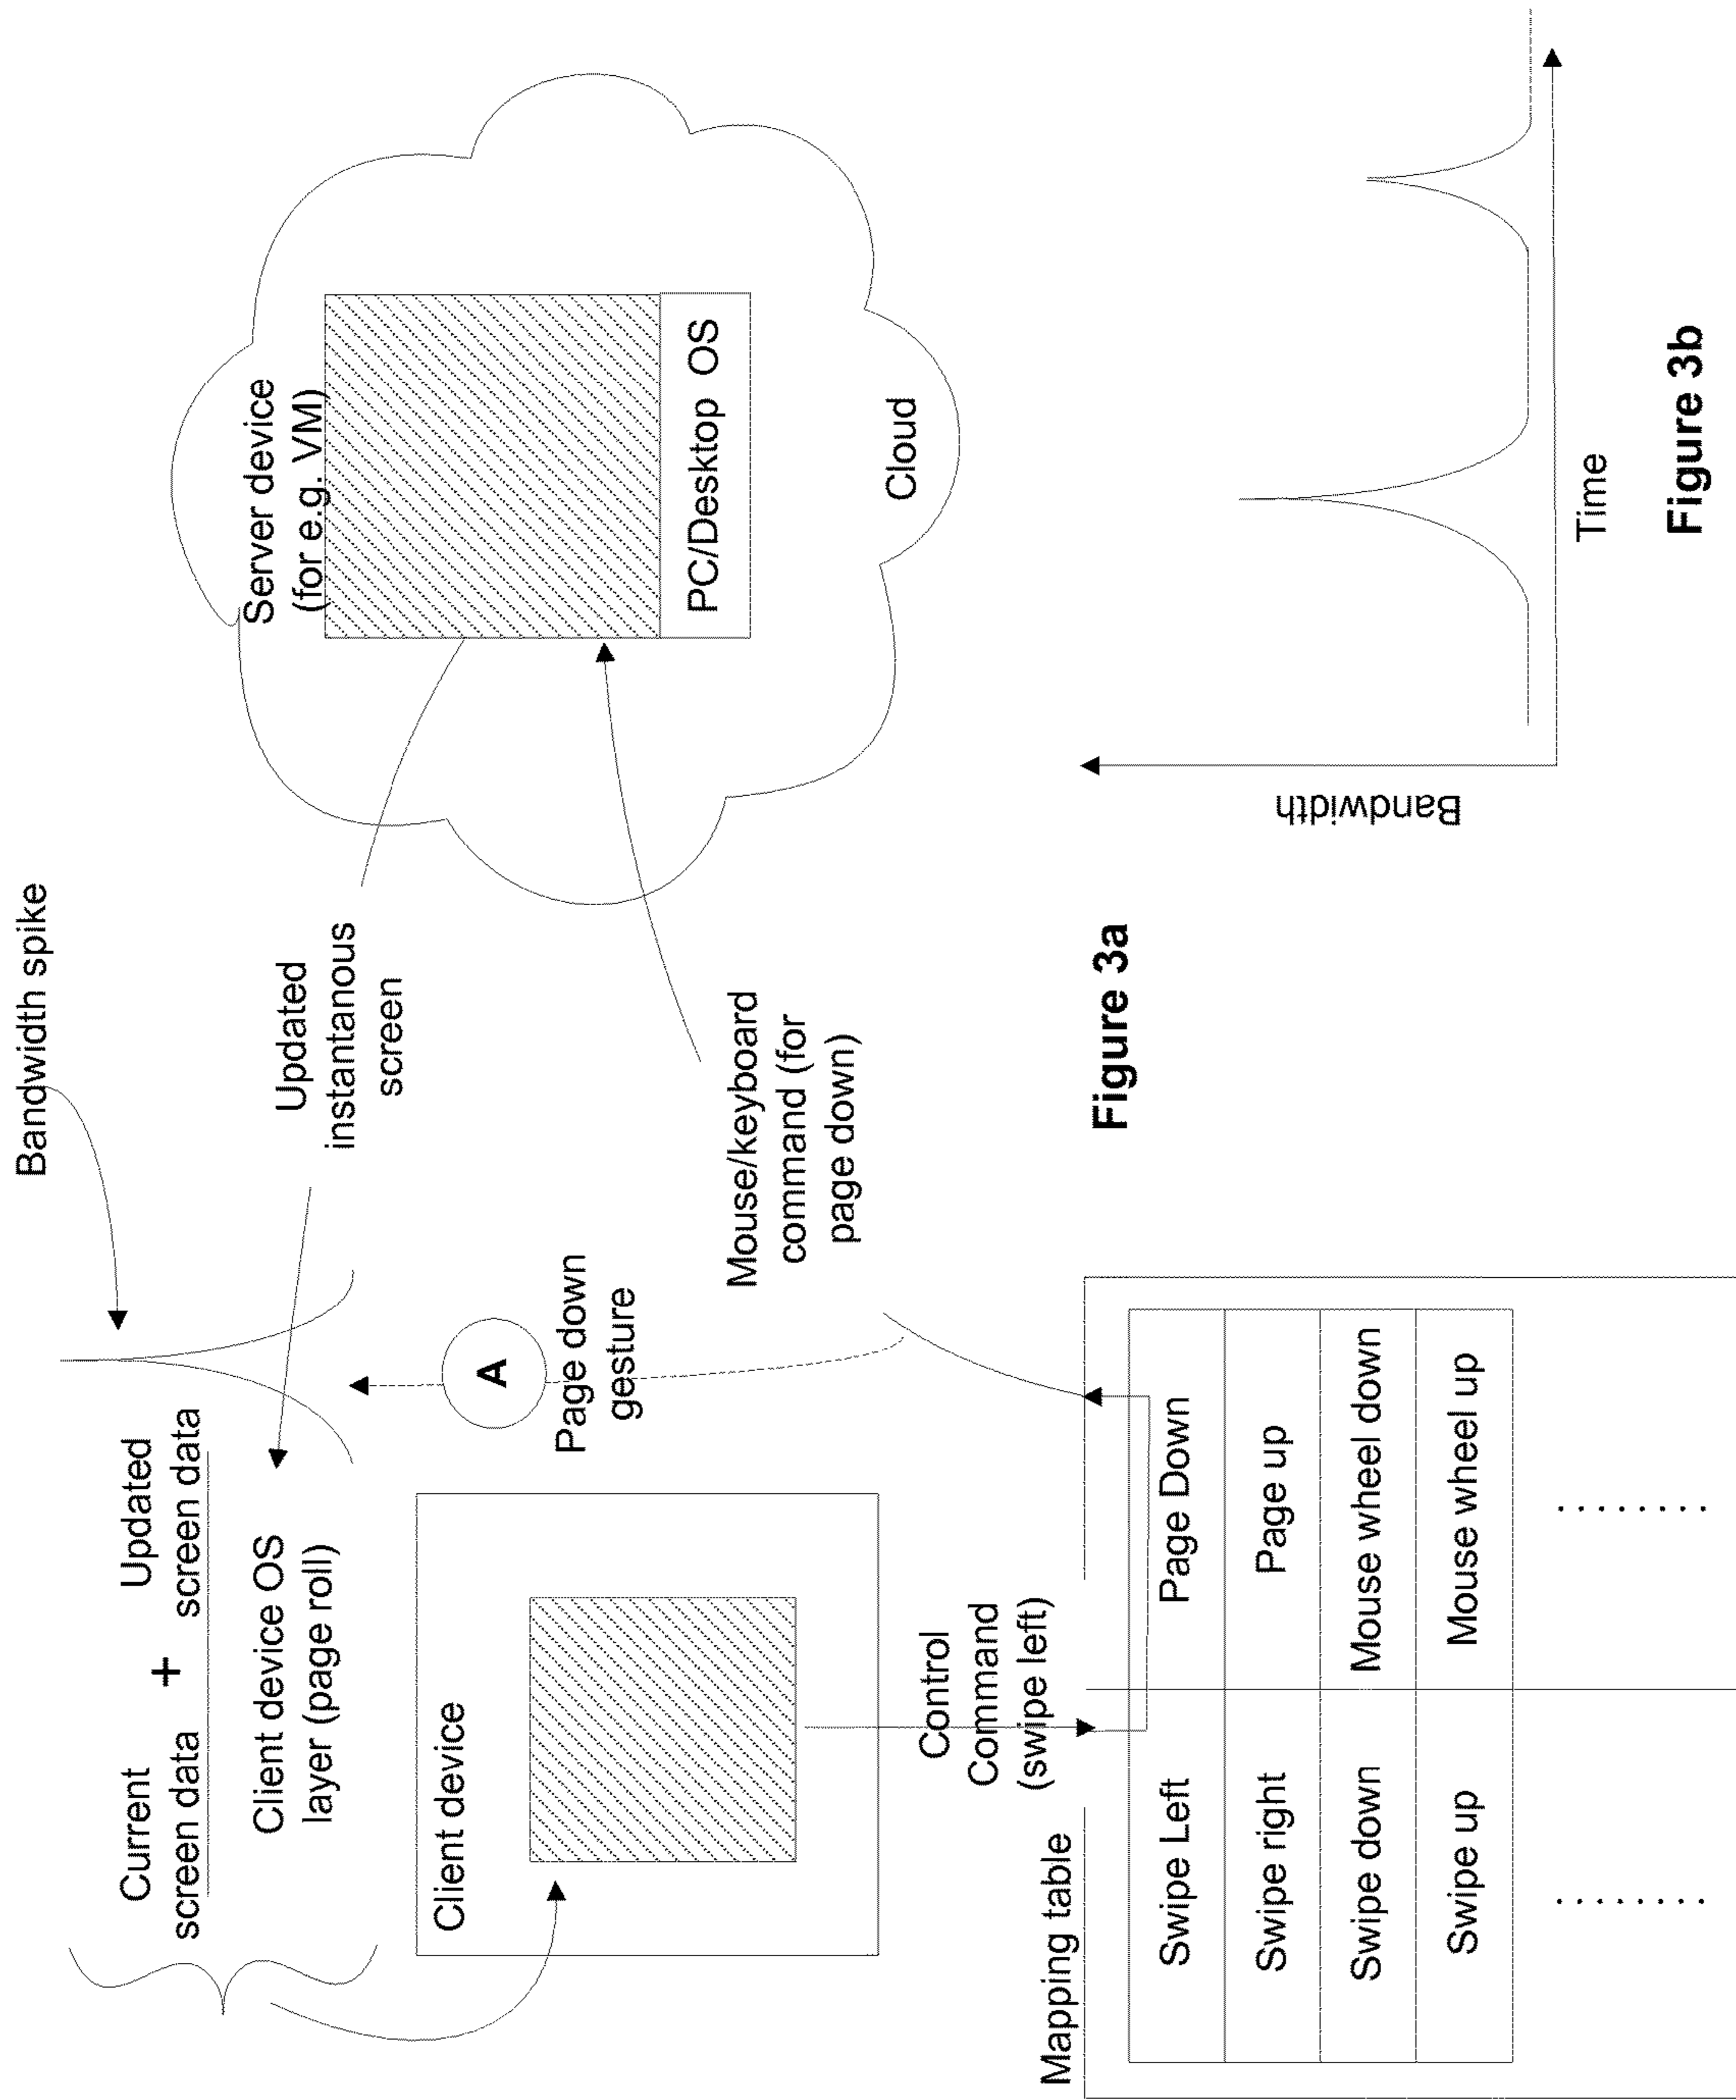 Bandwidth spike
Current
screen data
+
Updated
screen data
Client device OS
layer (page roll)
Updated
instantanous
screen
Server device
(for e.g. VM)
PC/Desktop OS
Cloud
A
Page down
gesture
Client device
Mouse/keyboard
command (for
page down)
Control
Command
(swipe left)
Mapping table
Swipe Left
Page Down
Swipe right
Page up
Swipe down
Mouse wheel down
Swipe up
Mouse wheel up
........
........
Figure 3a
Bandwidth
Time
Figure 3b